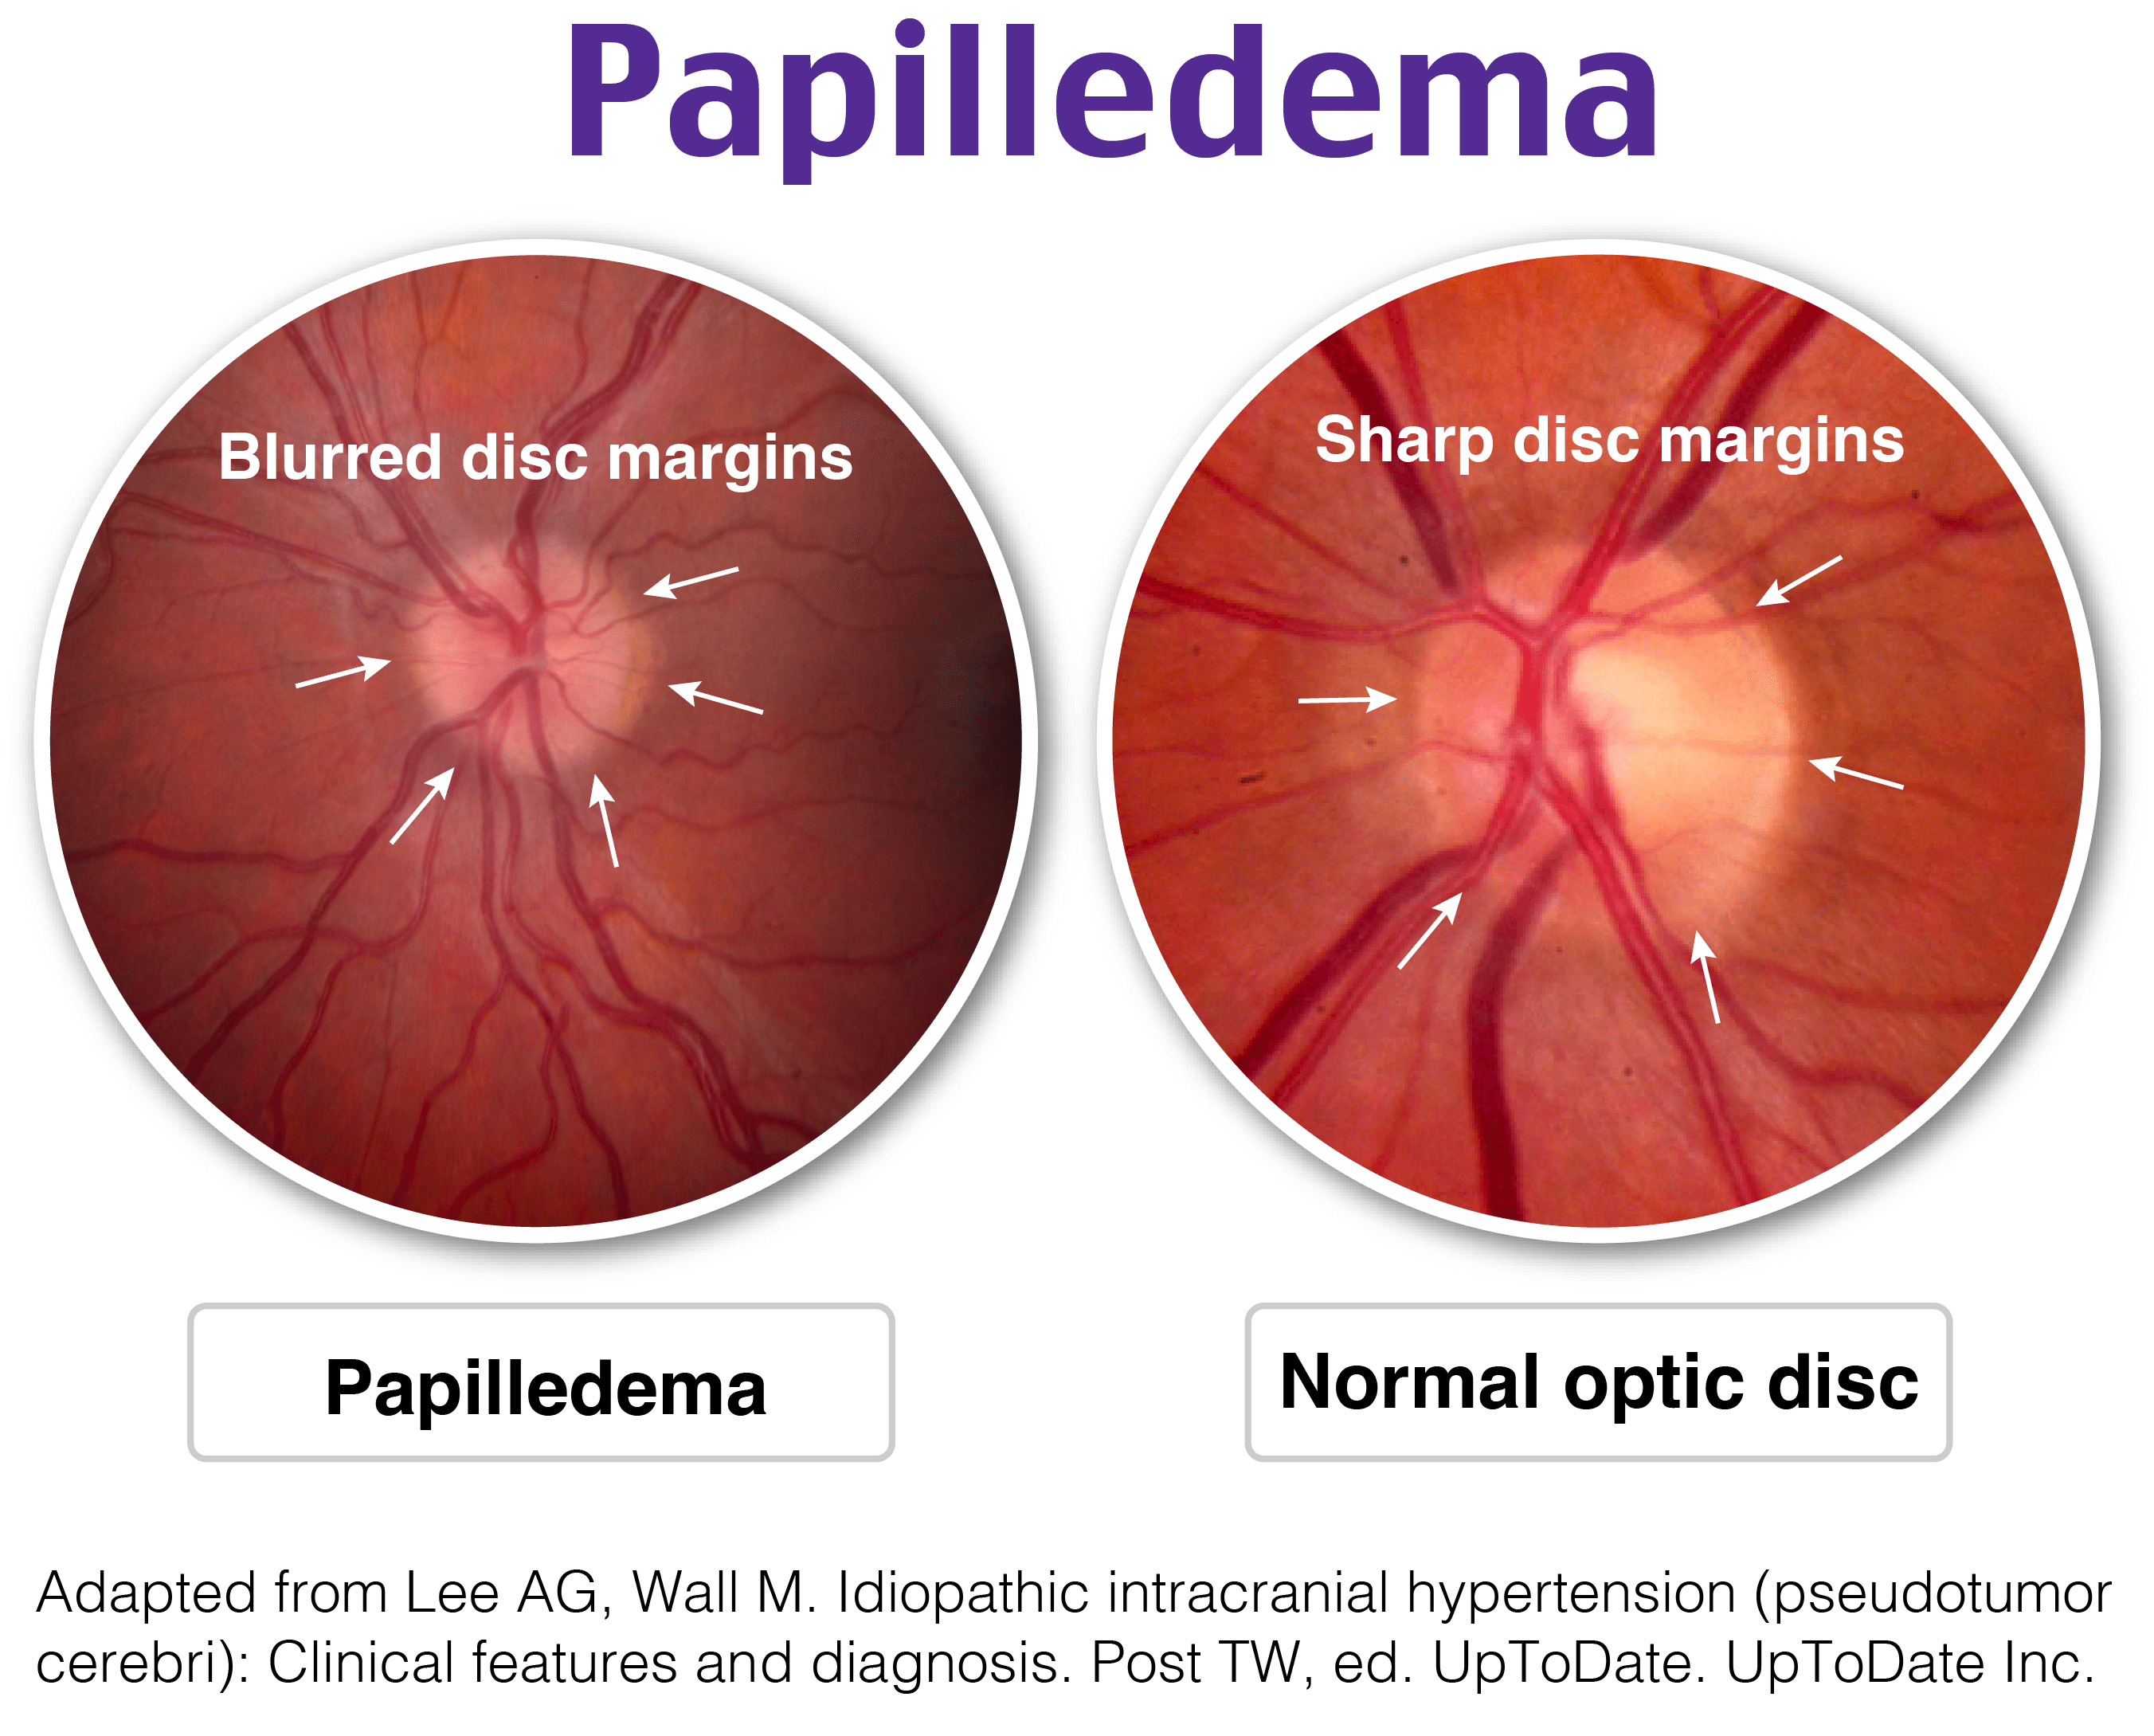 Papilledema
Blurred disc margins
Sharp disc margins
Papilledema
Normal optic disc
Adapted from Lee AG, Wall M. Idiopathic intracranial hypertension (pseudotumor
cerebri): Clinical features and diagnosis. Post TW, ed. UpToDate. UpToDate Inc.